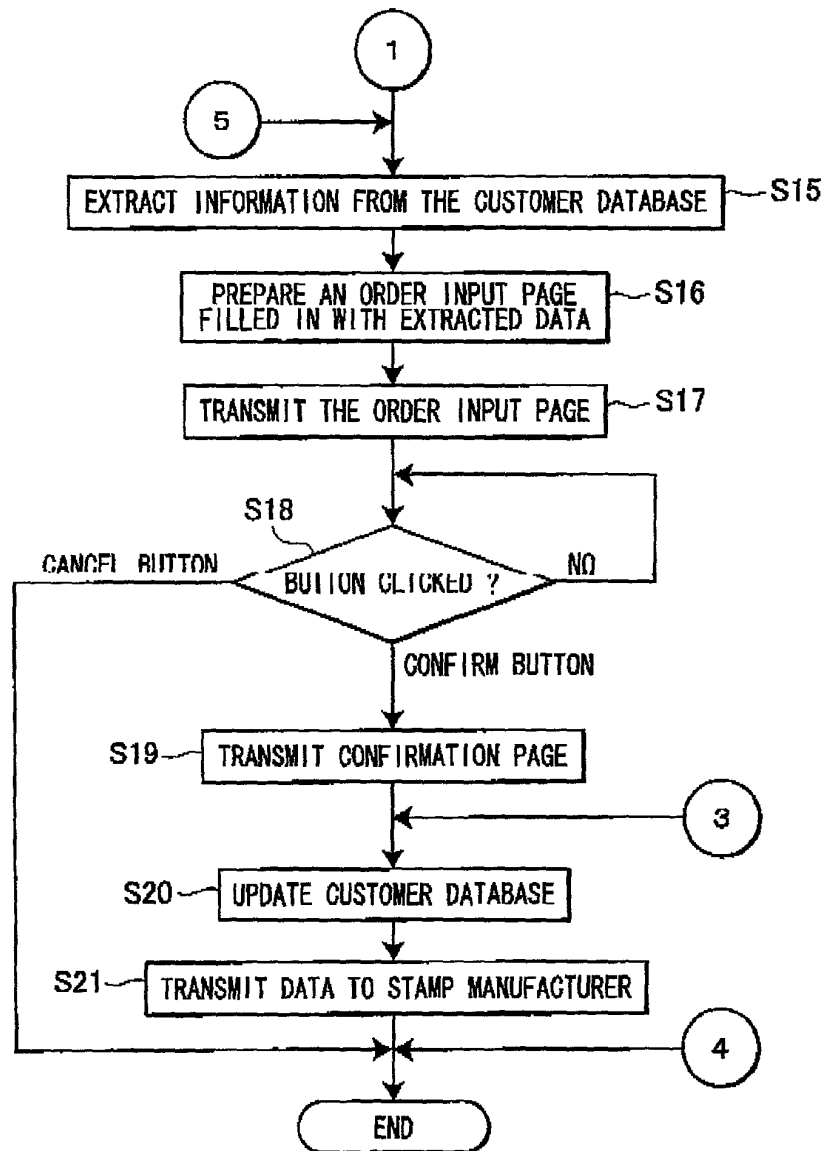 1
5
EXTRACT INFORMATION FROM THE CUSTOMER DATABASE
S15
PREPARE AN ORDER INPUT PAGE
FILLED IN WITH EXTRACTED DATA
S16
TRANSMIT THE ORDER INPUT PAGE
S17
S18
CANCEL BUTTON
BUTTON CLICKED ?
NO
CONFIRM BUTTON
S19
TRANSMIT CONFIRMATION PAGE
3
S20
UPDATE CUSTOMER DATABASE
S21
TRANSMIT DATA TO STAMP MANUFACTURER
4
END